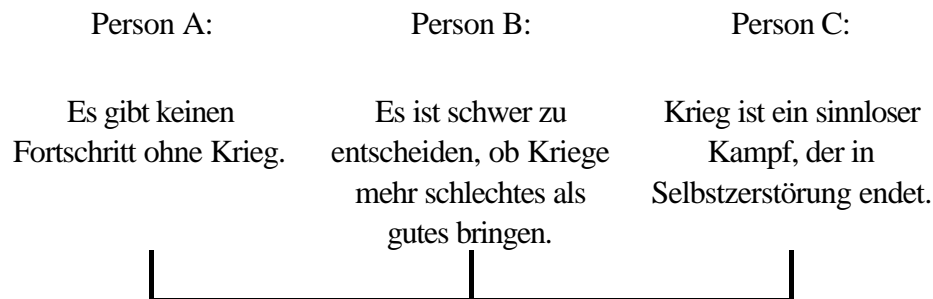 Person A:
Es gibt keinen
Fortschritt ohne Krieg.
Person B:
Es ist schwer zu
entscheiden, ob Kriege
mehr schlechtes als
gutes bringen.
Person C:
Krieg ist ein sinnloser
Kampf, der in
Selbstzerstörung endet.